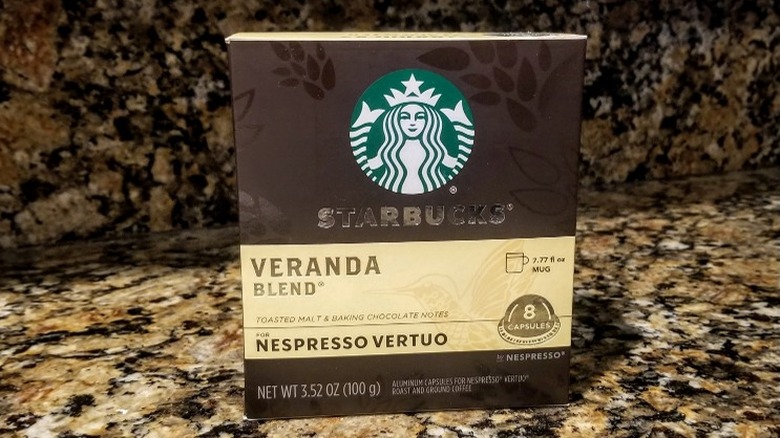 STARBUCKS®
VERANDA
BLEND®
7.77 fl oz
MUG
TOASTED MALT & BAKING CHOCOLATE NOTES
8
CAPSULES
FOR
NESPRESSO VERTUO
by NESPRESSO®
NET WT 3.52 OZ (100 g)
ALUMINUM CAPSULES FOR NESPRESSO® VERTUO®
ROAST AND GROUND COFFEE